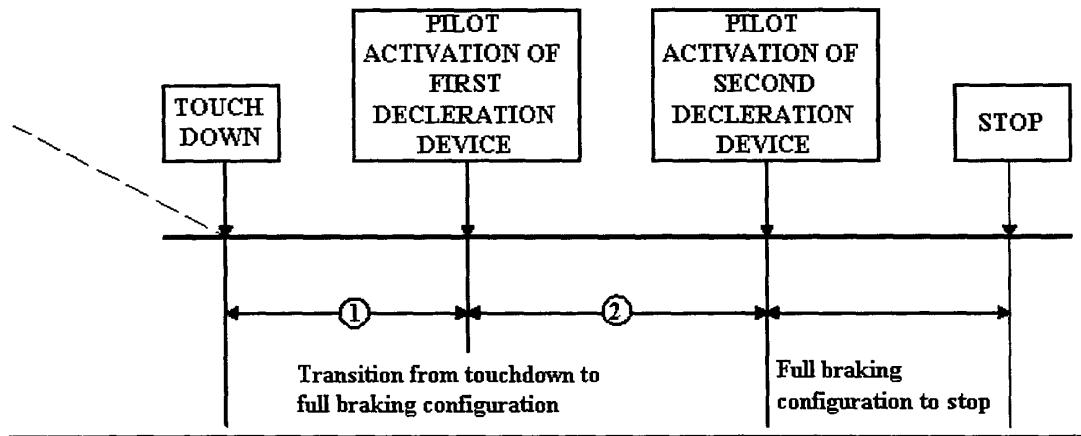 TOUCH
DOWN
PILOT
ACTIVATION OF
FIRST
DECLERATION
DEVICE
PILOT
ACTIVATION OF
SECOND
DECLERATION
DEVICE
STOP
1
2
Transition from touchdown to
full braking configuration
Full braking
configuration to stop